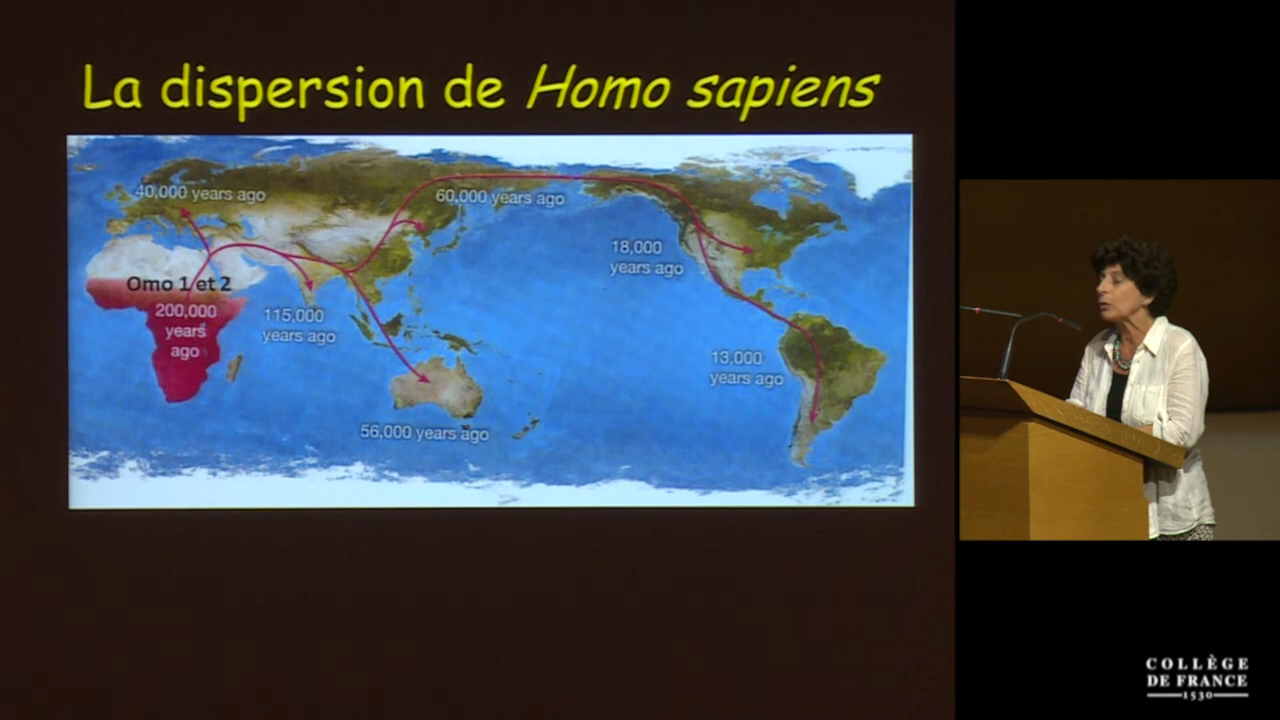 La dispersion de Homo sapiens
40,000 years ago
60,000 years ago
Omo 1 et 2
200,000
years
ago
115,000
years ago
18,000
years ago
13,000
years ago
56,000 years ago
COLLÈGE
DE FRANCE
1530